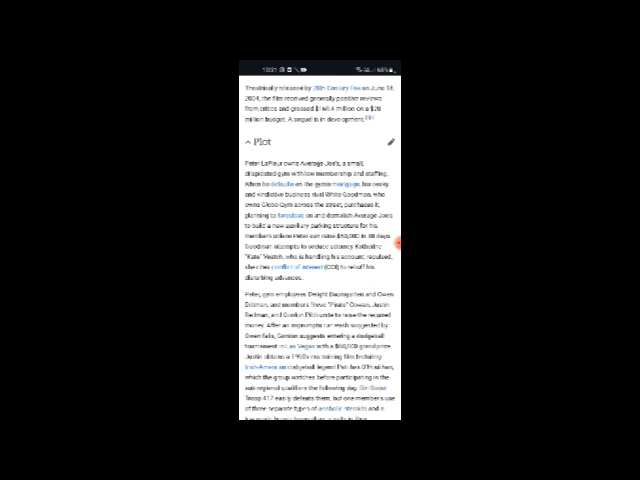 Theatrically released by 20th Century Fox on June 18,
2004, the film received generally positive reviews
from critics and grossed $168.4 million on a $20
million budget. A sequel is in development.
Plot
Peter LaFleur owns Average Joe's, a small,
dilapidated gym with low membership and staffing.
When he defaults on the gym's mortgage, his cocky
and vindictive business rival White Goodman, who
owns Globo Gym across the street, purchases it,
planning to foreclose on and demolish Average Joe's
to build a new auxiliary parking structure for his
members unless Peter can raise $50,000 in 30 days.
Goodman attempts to seduce attorney Katherine
"Kate" Veatch, who is handling his account; repulsed,
she cites conflict of interest (COI) to rebuff his
disturbing advances.
Peter, gym employees Dwight Baumgarten and Owen
Dittman, and members Steve "Pirate" Cowan, Justin
Redman, and Gordon Pibb unite to raise the required
money. After an impromptu car wash suggested by
Owen fails, Gordon suggests entering a dodgeball
tournament in Las Vegas with a $50,000 grand prize.
Justin obtains a 1950s-era training film featuring
Irish-American dodgeball legend Patches O'Houlihan,
which the group watches before participating in the
sub-regional qualifiers the following day. Girl Scout
Troop 417 easily defeats them, but one member's use
of three separate types of anabolic steroids and a